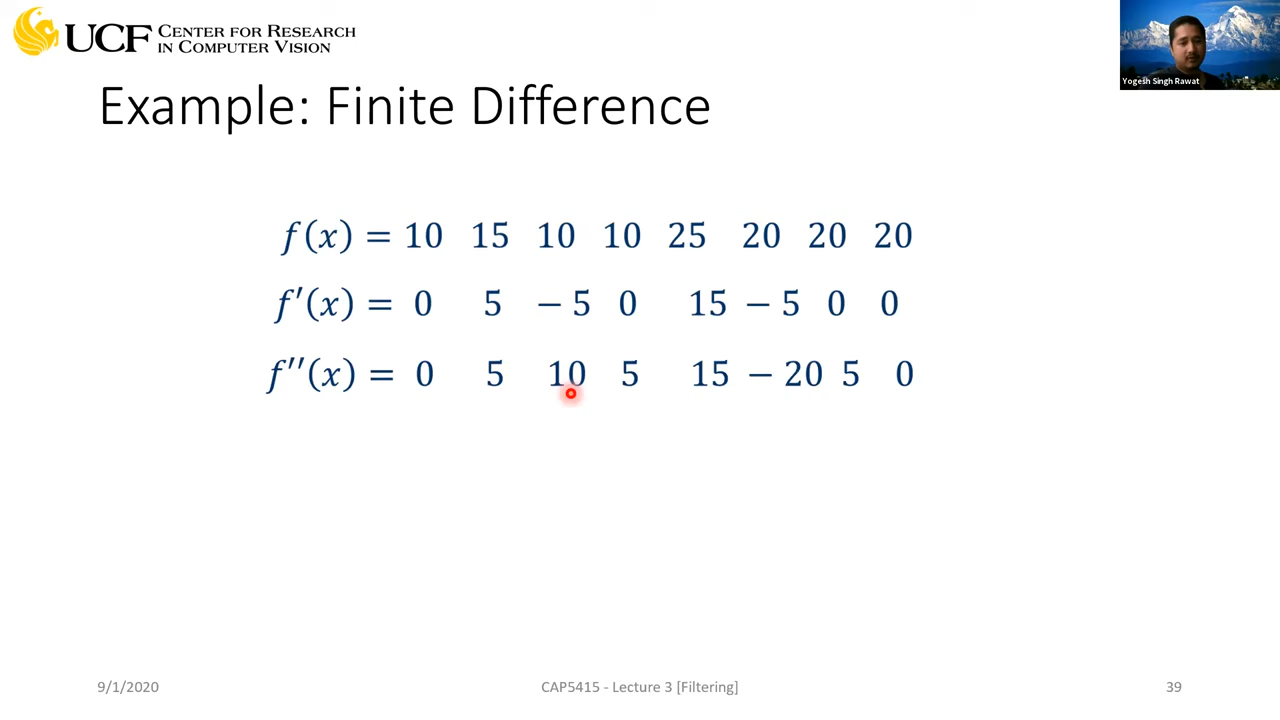 UCF CENTER FOR RESEARCH
IN COMPUTER VISION
Yogesh Singh Rawat
Example: Finite Difference
f(x) = 10 15 10 10 25 20 20 20
f′(x) = 0 5 − 5 0 15 − 5 0 0
f′′(x) = 0 5 10 5 15 − 20 5 0
9/1/2020
CAP5415 - Lecture 3 [Filtering]
39